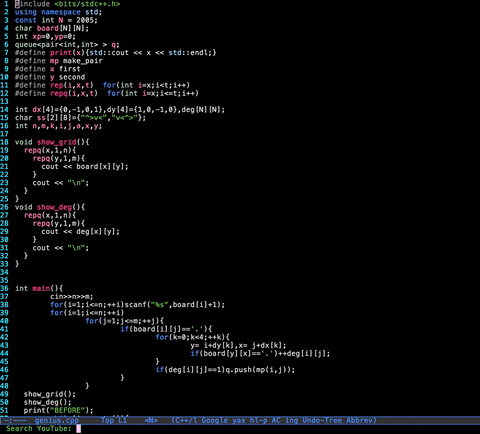 1 #include <bits/stdc++.h>
2 using namespace std;
3 const int N = 2005;
4 char board[N][N];
5 int xp=0,yp=0;
6 queue<pair<int,int> > q;
7 #define print(x){std::cout << x << std::endl;}
8 #define mp make_pair
9 #define x first
10 #define y second
11 #define rep(i,x,t)  for(int i=x;i<t;i++)
12 #define repq(i,x,t)  for(int i=x;i<=t;i++)
13
14 int dx[4]={0,-1,0,1},dy[4]={1,0,-1,0},deg[N][N];
15 char ss[2][8]={"^>v<","v<^>"};
16 int n,m,k,i,j,a,x,y;
17
18 void show_grid(){
19   repq(x,1,n){
20     repq(y,1,m){
21       cout << board[x][y];
22     }
23     cout << "\n";
24   }
25 }
26 void show_deg(){
27   repq(x,1,n){
28     repq(y,1,m){
29       cout << deg[x][y];
30     }
31     cout << "\n";
32   }
33 }
34
35
36 int main(){
37         cin>>n>>m;
38         for(i=1;i<=n;++i)scanf("%s",board[i]+1);
39         for(i=1;i<=n;++i)
40                 for(j=1;j<=m;++j){
41                         if(board[i][j]=='.'){
42                                 for(k=0;k<4;++k){
43                                         y= i+dy[k],x= j+dx[k];
44                                         if(board[y][x]=='.')++deg[i][j];
45                                 }
46                                 if(deg[i][j]==1)q.push(mp(i,j));
47                         }
48                 }
49   show_grid();
50   show_deg();
51   print("BEFORE");
-:---  genius.cpp     Top L1     <N>   (C++/l Google yas hl-p AC ing Undo-Tree Abbrev)
Search YouTube: